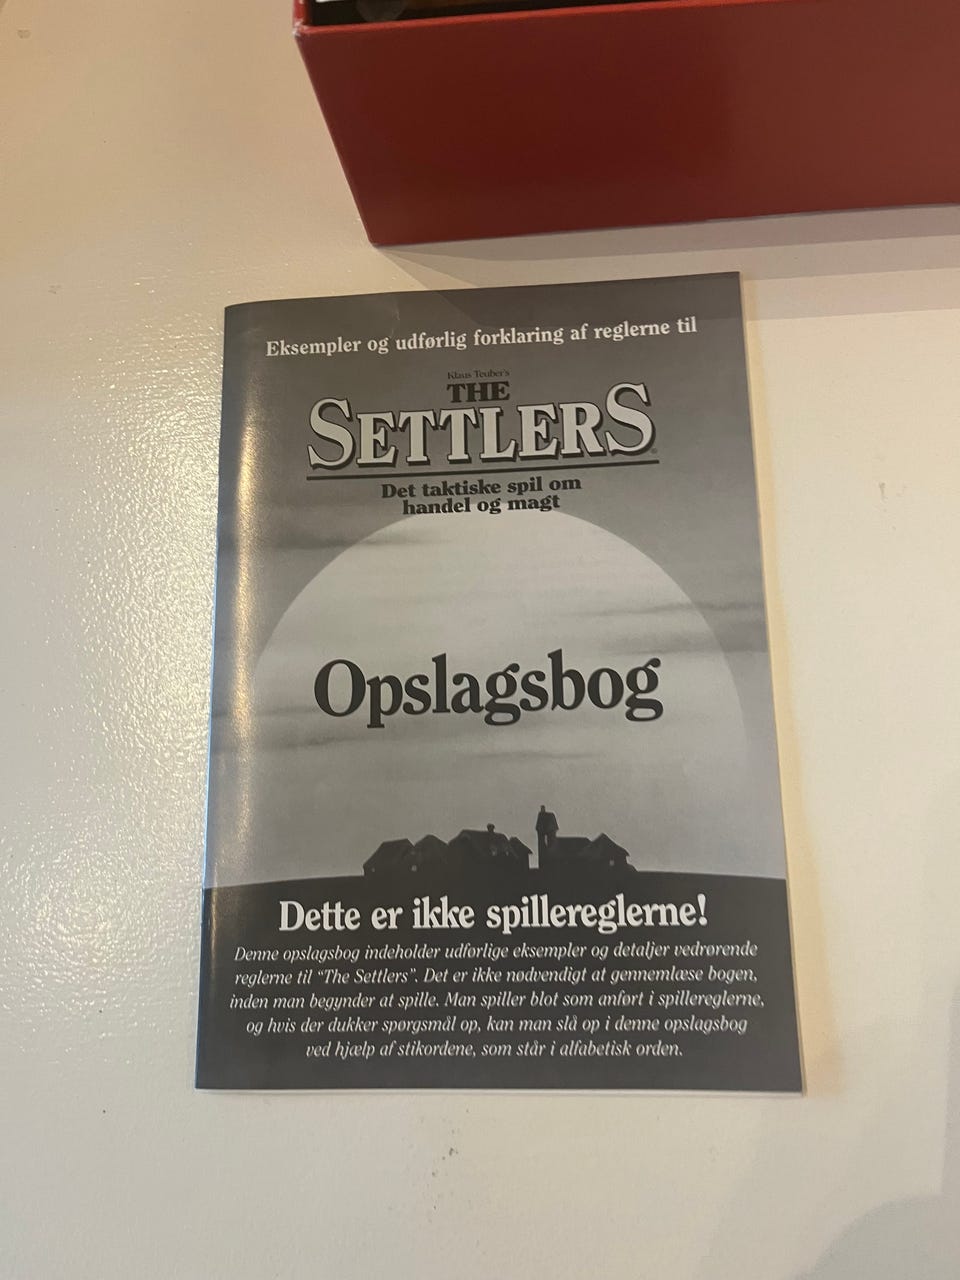 Eksempler og udførlig forklaring af reglerne til
Klaus Teuber's
THE
SETTLERS
Det taktiske spil om
handel og magt
Opslagsbog
Dette er ikke spillereglerne!
Denne opslagsbog indeholder udførlige eksempler og detaljer vedrørende
reglerne til "The Settlers". Det er ikke nødvendigt at gennemlæse bogen,
inden man begynder at spille. Man spiller blot som anført i spillereglerne,
og hvis der dukker spørgsmål op, kan man slå op i denne opslagsbog
ved hjælp af stikordene, som står i alfabetisk orden.